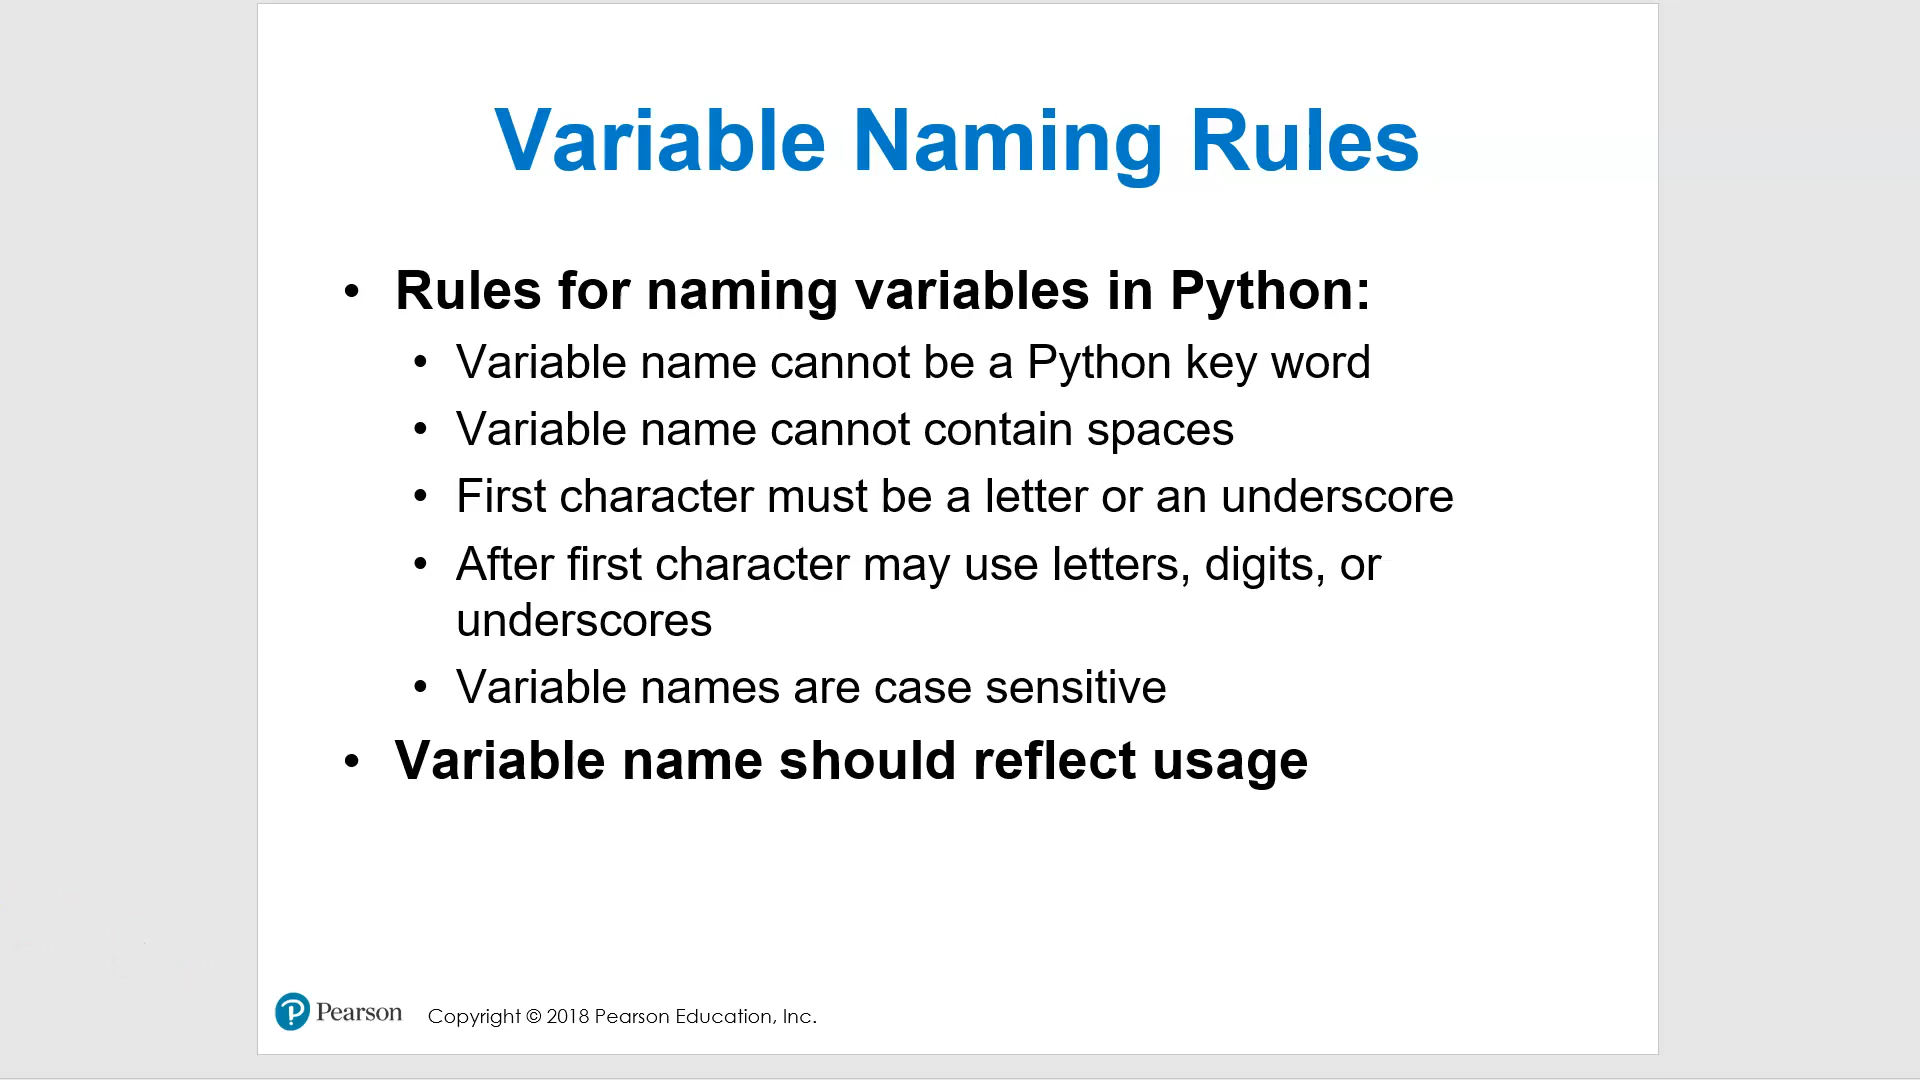 Variable Naming Rules
• Rules for naming variables in Python:
• Variable name cannot be a Python key word
• Variable name cannot contain spaces
• First character must be a letter or an underscore
• After first character may use letters, digits, or
underscores
• Variable names are case sensitive
• Variable name should reflect usage
Pearson Copyright © 2018 Pearson Education, Inc.